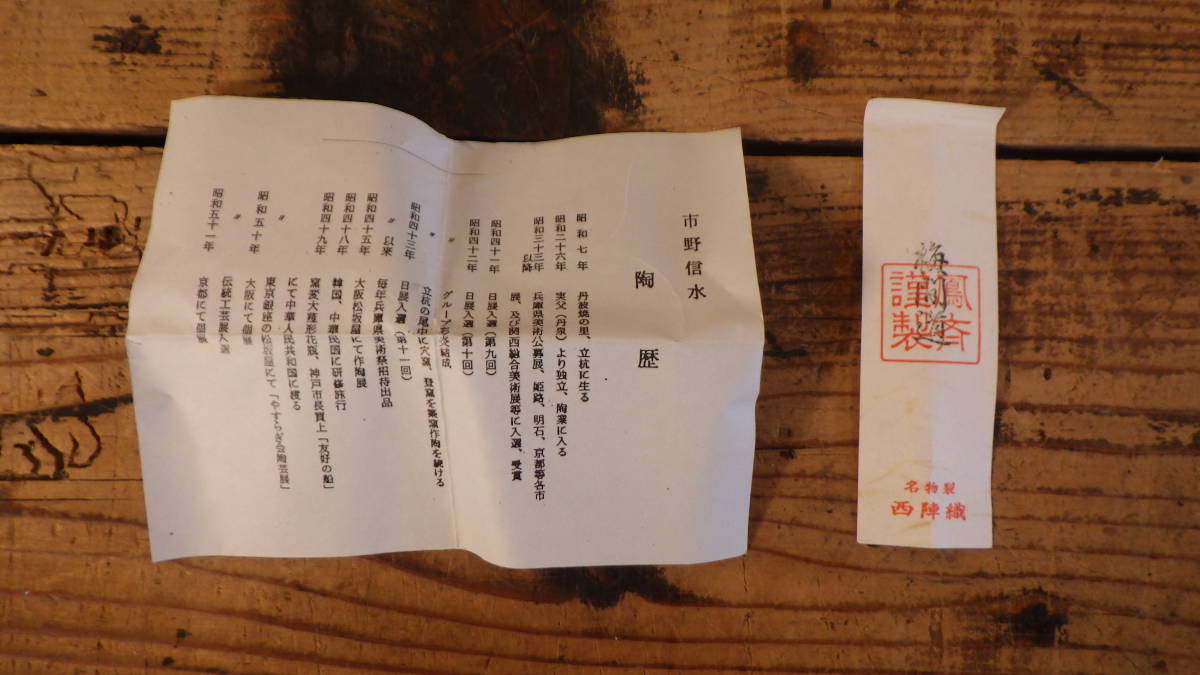 市野信水
陶歴
昭和七年 丹波焼の里、立杭に生る
昭和二十六年 実父(丹泉)より独立、陶業に入る
昭和三十三年以降 兵庫県美術公募展、姫路、明石、京都等各市
展、及び関西総合美術展等に入選、受賞
昭和四十一年 日展入選(第九回)
昭和四十二年 日展入選(第十回)
〃 グループ炎結成
〃 立杭の尾中に穴窯、登窯を築窯作陶を続ける
昭和四十三年 日展入選(第十一回)
〃以来 毎年兵庫県美術祭招待出品
昭和四十五年 大阪松坂屋にて作陶展
昭和四十八年 韓国、中華民国に研修旅行
昭和四十九年 窯変大種形花瓶、神戸市長買上「友好の船」
にて中華人民共和国に渡る
〃 東京銀座の松坂屋にて「やすらぎ会陶芸展」
昭和五十年 大阪にて個展
〃 伝統工芸展入選
昭和五十一年 京都にて個展
鳳斉
謹製
名物裂
西陣織